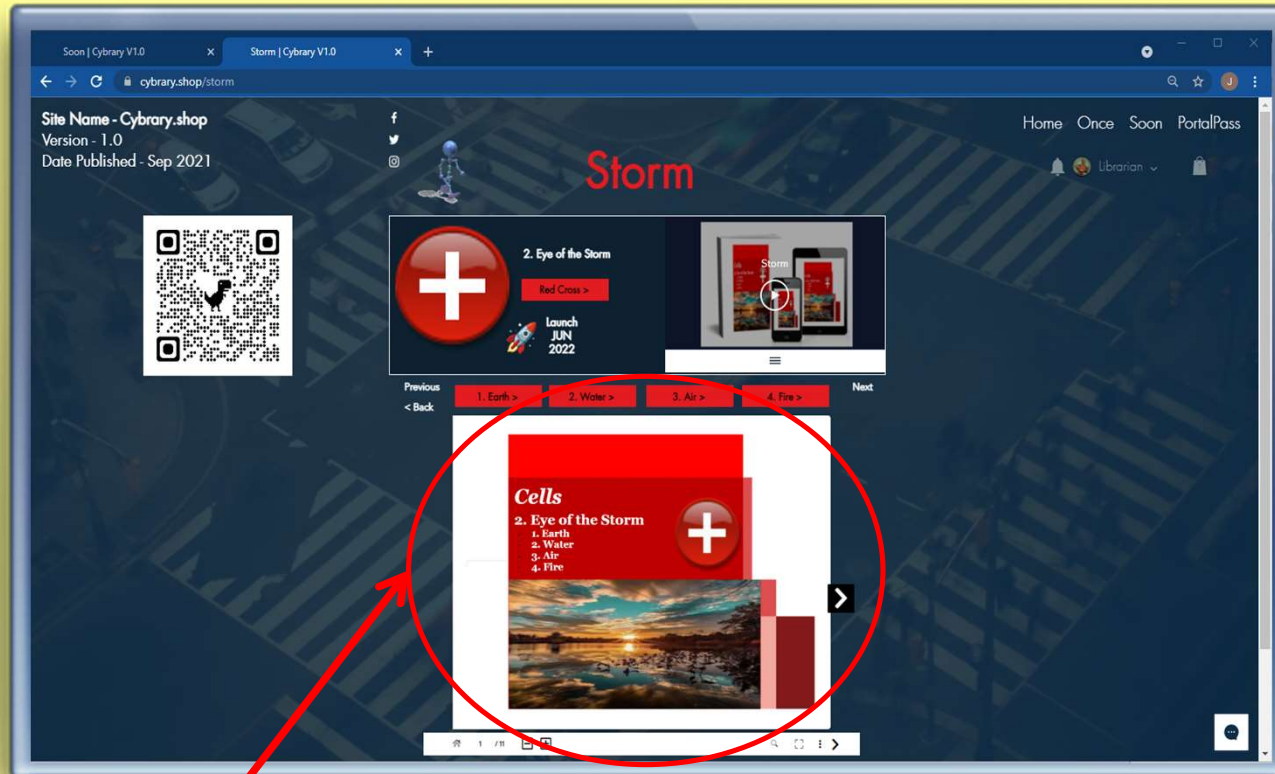 Soon | Cybrary V1.0
Storm | Cybrary V1.0
cybrary.shop/storm
J
Site Name - Cybrary.shop
Version - 1.0
Date Published - Sep 2021
Home Once Soon PortalPass
Librarian
Storm
2. Eye of the Storm
Red Cross >
Launch
JUN
2022
Storm
Previous
< Back
1. Earth >
2. Water >
3. Air >
4. Fire >
Next
Cells
2. Eye of the Storm
1. Earth
2. Water
3. Air
4. Fire
1 / 11